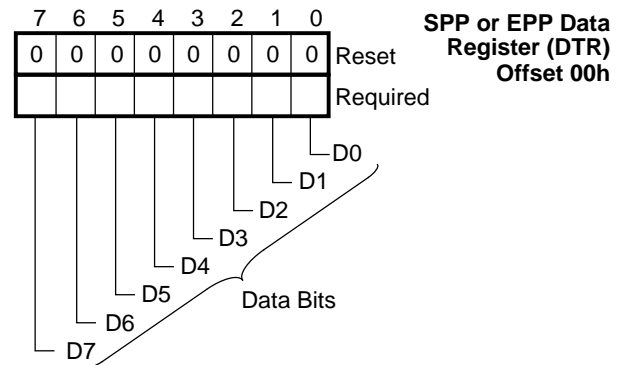 7 6 5 4 3 2 1 0
SPP or EPP Data
Register (DTR)
Offset 00h
0 0 0 0 0 0 0 0 Reset
Required
D0
D1
D2
D3
D4
D5
D6
D7
Data Bits